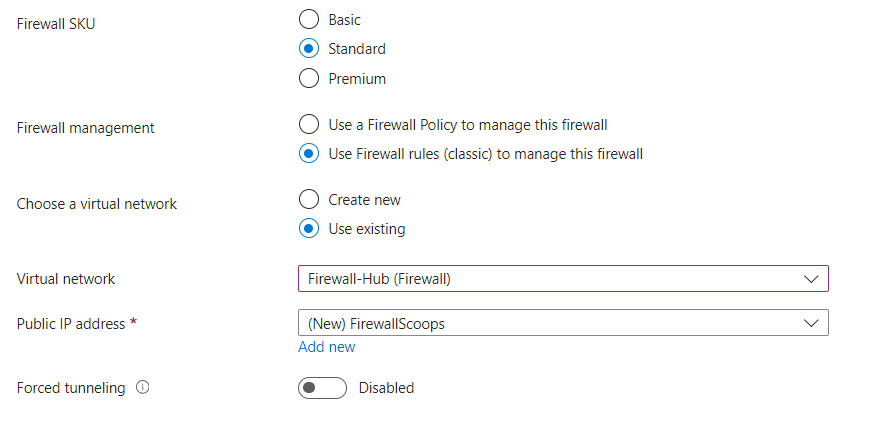 Firewall SKU
Basic
Standard
Premium
Firewall management
Use a Firewall Policy to manage this firewall
Use Firewall rules (classic) to manage this firewall
Choose a virtual network
Create new
Use existing
Virtual network
Firewall-Hub (Firewall)
Public IP address *
(New) FirewallScoops
Add new
Forced tunneling
Disabled